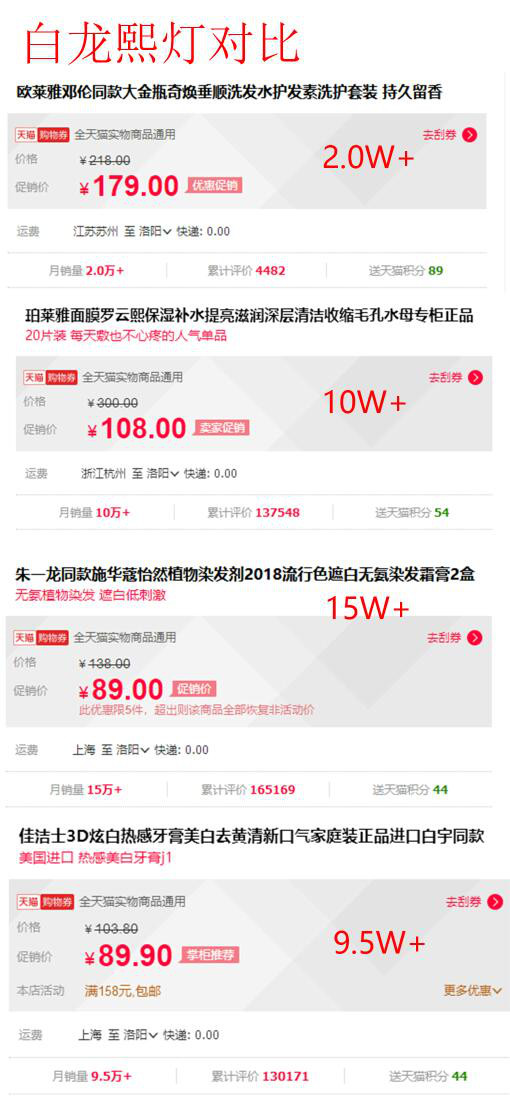 白龙熙灯对比
欧莱雅邓伦同款大金瓶奇焕垂顺洗发水护发素洗护套装 持久留香
天猫 购物券 全天猫实物商品通用 去刮券
价格 ¥218.00
2.0W+
促销价 ¥179.00 优惠促销
运费 江苏苏州 至 洛阳 快递: 0.00
月销量 2.0万+ 累计评价 4482 送天猫积分 89
珀莱雅面膜罗云熙保湿补水提亮滋润深层清洁收缩毛孔水母专柜正品
20片装 每天敷也不心疼的人气单品
天猫 购物券 全天猫实物商品通用 去刮券
价格 ¥300.00
10W+
促销价 ¥108.00 卖家促销
运费 浙江杭州 至 洛阳 快递: 0.00
月销量 10万+ 累计评价 137548 送天猫积分 54
朱一龙同款施华蔻怡然植物染发剂2018流行色遮白无氨染发霜膏2盒
无氨植物染发 遮白低刺激
15W+
天猫 购物券 全天猫实物商品通用 去刮券
价格 ¥138.00
促销价 ¥89.00 促销价
此优惠限5件，超出则该商品全部恢复非活动价
运费 上海 至 洛阳 快递: 0.00
月销量 15万+ 累计评价 165169 送天猫积分 44
佳洁士3D炫白热感牙膏美白去黄清新口气家庭装正品进口白宇同款
美国进口 热感美白牙膏j1
天猫 购物券 全天猫实物商品通用 去刮券
价格 ¥103.80
9.5W+
促销价 ¥89.90 掌柜推荐
本店活动 满158元,包邮 更多优惠
运费 上海 至 洛阳 快递: 0.00
月销量 9.5万+ 累计评价 130171 送天猫积分 44